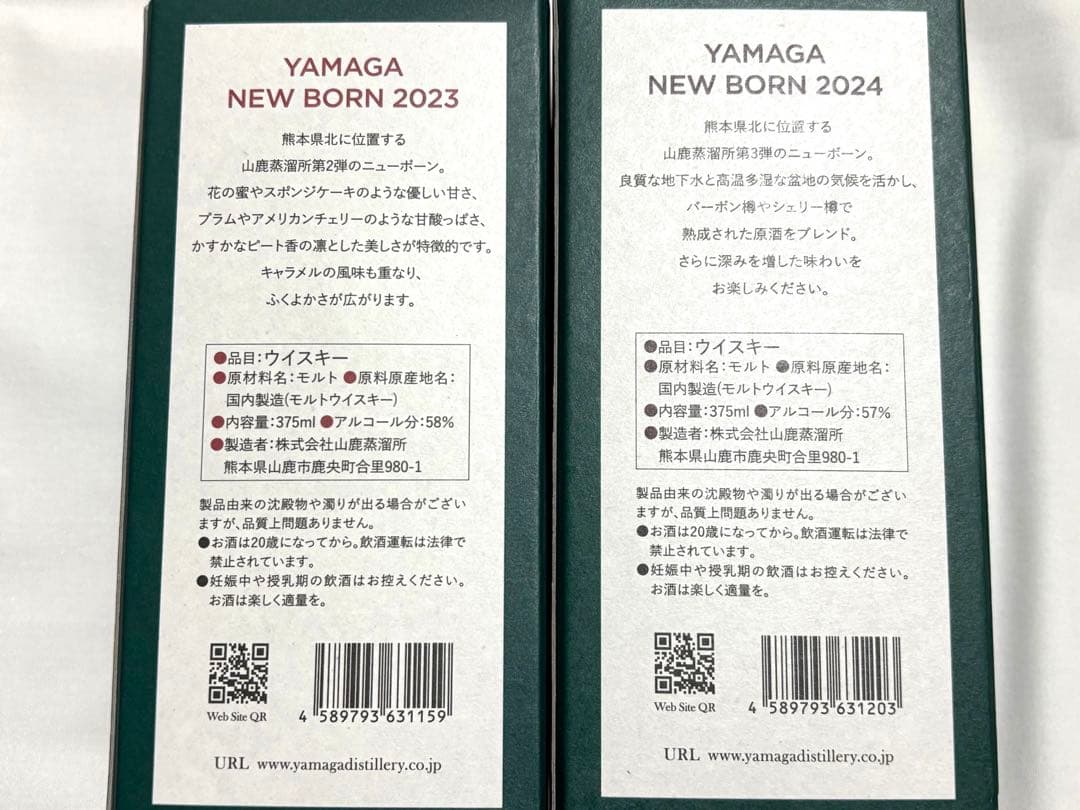 YAMAGA
NEW BORN 2023
熊本県北に位置する
山鹿蒸溜所第2弾のニューボーン。
花の蜜やスポンジケーキのような優しい甘さ、
プラムやアメリカンチェリーのような甘酸っぱさ、
かすかなピート香の凛とした美しさが特徴的です。
キャラメルの風味も重なり、
ふくよかさが広がります。
●品目：ウイスキー
●原材料名：モルト ●原料原産地名：
国内製造(モルトウイスキー)
●内容量：375ml ●アルコール分：58%
●製造者：株式会社山鹿蒸溜所
熊本県山鹿市鹿央町合里980-1
製品由来の沈殿物や濁りが出る場合がござい
ますが、品質上問題ありません。
●お酒は20歳になってから。飲酒運転は法律で
禁止されています。
●妊娠中や授乳期の飲酒はお控えください。
お酒は楽しく適量を。
Web Site QR
4 589793 631159
URL www.yamagadistillery.co.jp
YAMAGA
NEW BORN 2024
熊本県北に位置する
山鹿蒸溜所第3弾のニューボーン。
良質な地下水と高温多湿な盆地の気候を活かし、
バーボン樽やシェリー樽で
熟成された原酒をブレンド。
さらに深みを増した味わいを
お楽しみください。
●品目：ウイスキー
●原材料名：モルト ●原料原産地名：
国内製造(モルトウイスキー)
●内容量：375ml ●アルコール分：57%
●製造者：株式会社山鹿蒸溜所
熊本県山鹿市鹿央町合里980-1
製品由来の沈殿物や濁りが出る場合がござい
ますが、品質上問題ありません。
●お酒は20歳になってから。飲酒運転は法律で
禁止されています。
●妊娠中や授乳期の飲酒はお控えください。
お酒は楽しく適量を。
Web Site QR
4 589793 631203
URL www.yamagadistillery.co.jp